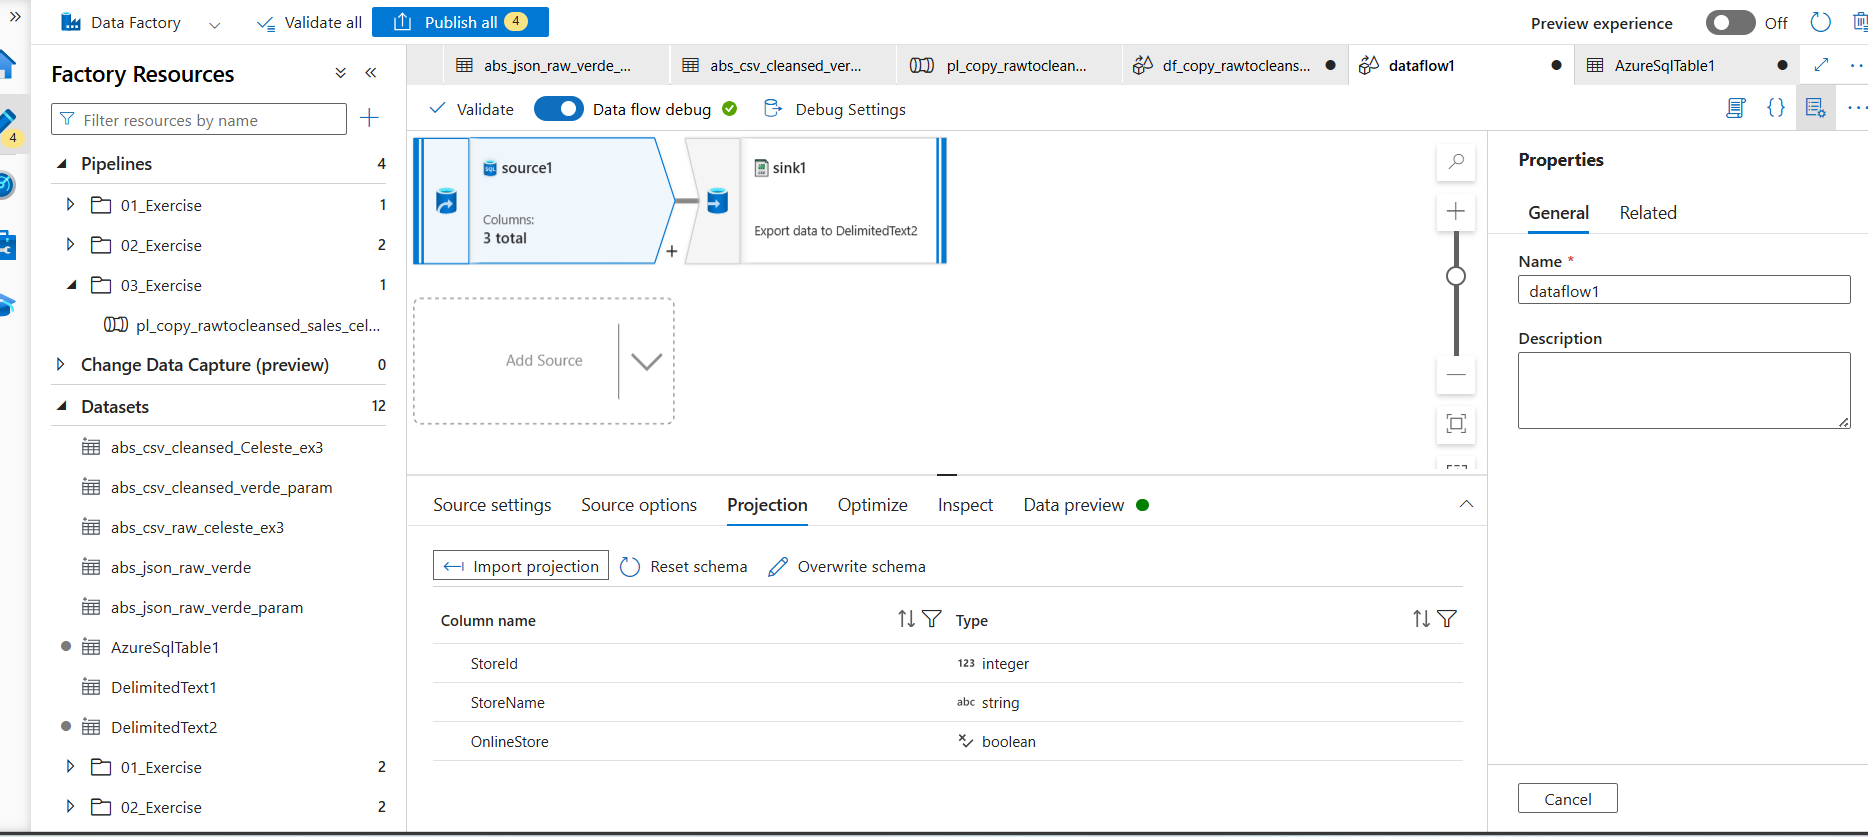 Data Factory
Validate all
Publish all 4
Preview experience
Off
4
Factory Resources
Filter resources by name
Pipelines 4
01_Exercise 1
02_Exercise 2
03_Exercise 1
pl_copy_rawtocleansed_sales_cel...
Change Data Capture (preview) 0
Datasets 12
abs_csv_cleansed_Celeste_ex3
abs_csv_cleansed_verde_param
abs_csv_raw_celeste_ex3
abs_json_raw_verde
abs_json_raw_verde_param
AzureSqlTable1
DelimitedText1
DelimitedText2
01_Exercise 2
02_Exercise 2
abs_json_raw_verde_...
abs_csv_cleansed_ver...
pl_copy_rawtoclean...
df_copy_rawtocleans...
dataflow1
AzureSqlTable1
Validate
Data flow debug
Debug Settings
{}
SQL source1
Columns:
3 total
+
sink1
Export data to DelimitedText2
Add Source
Source settings
Source options
Projection
Optimize
Inspect
Data preview
Import projection
Reset schema
Overwrite schema
Column name Type
StoreId 123 integer
StoreName abc string
OnlineStore boolean
Properties
General Related
Name *
dataflow1
Description
Cancel